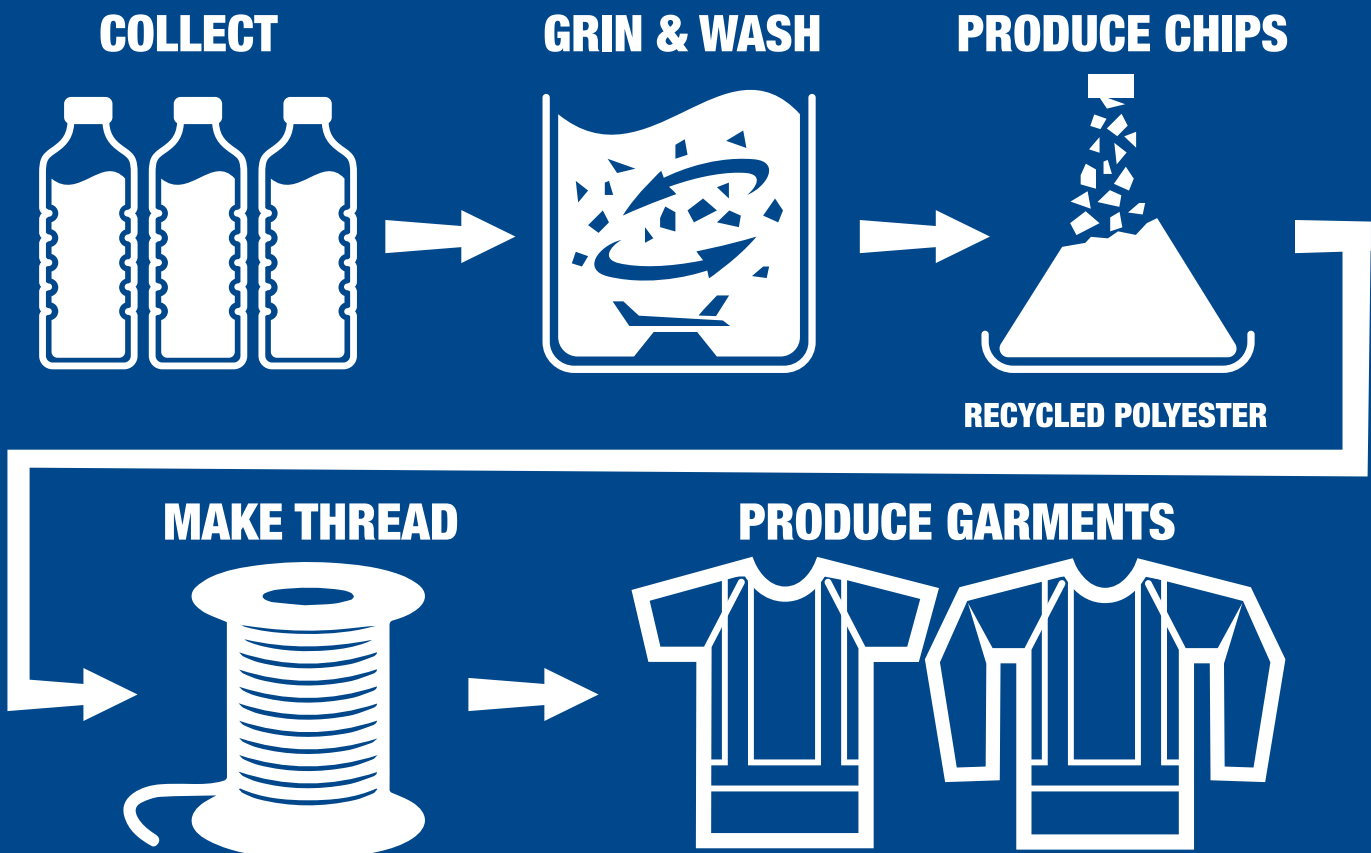 COLLECT
GRIN & WASH
PRODUCE CHIPS
RECYCLED POLYESTER
MAKE THREAD
PRODUCE GARMENTS